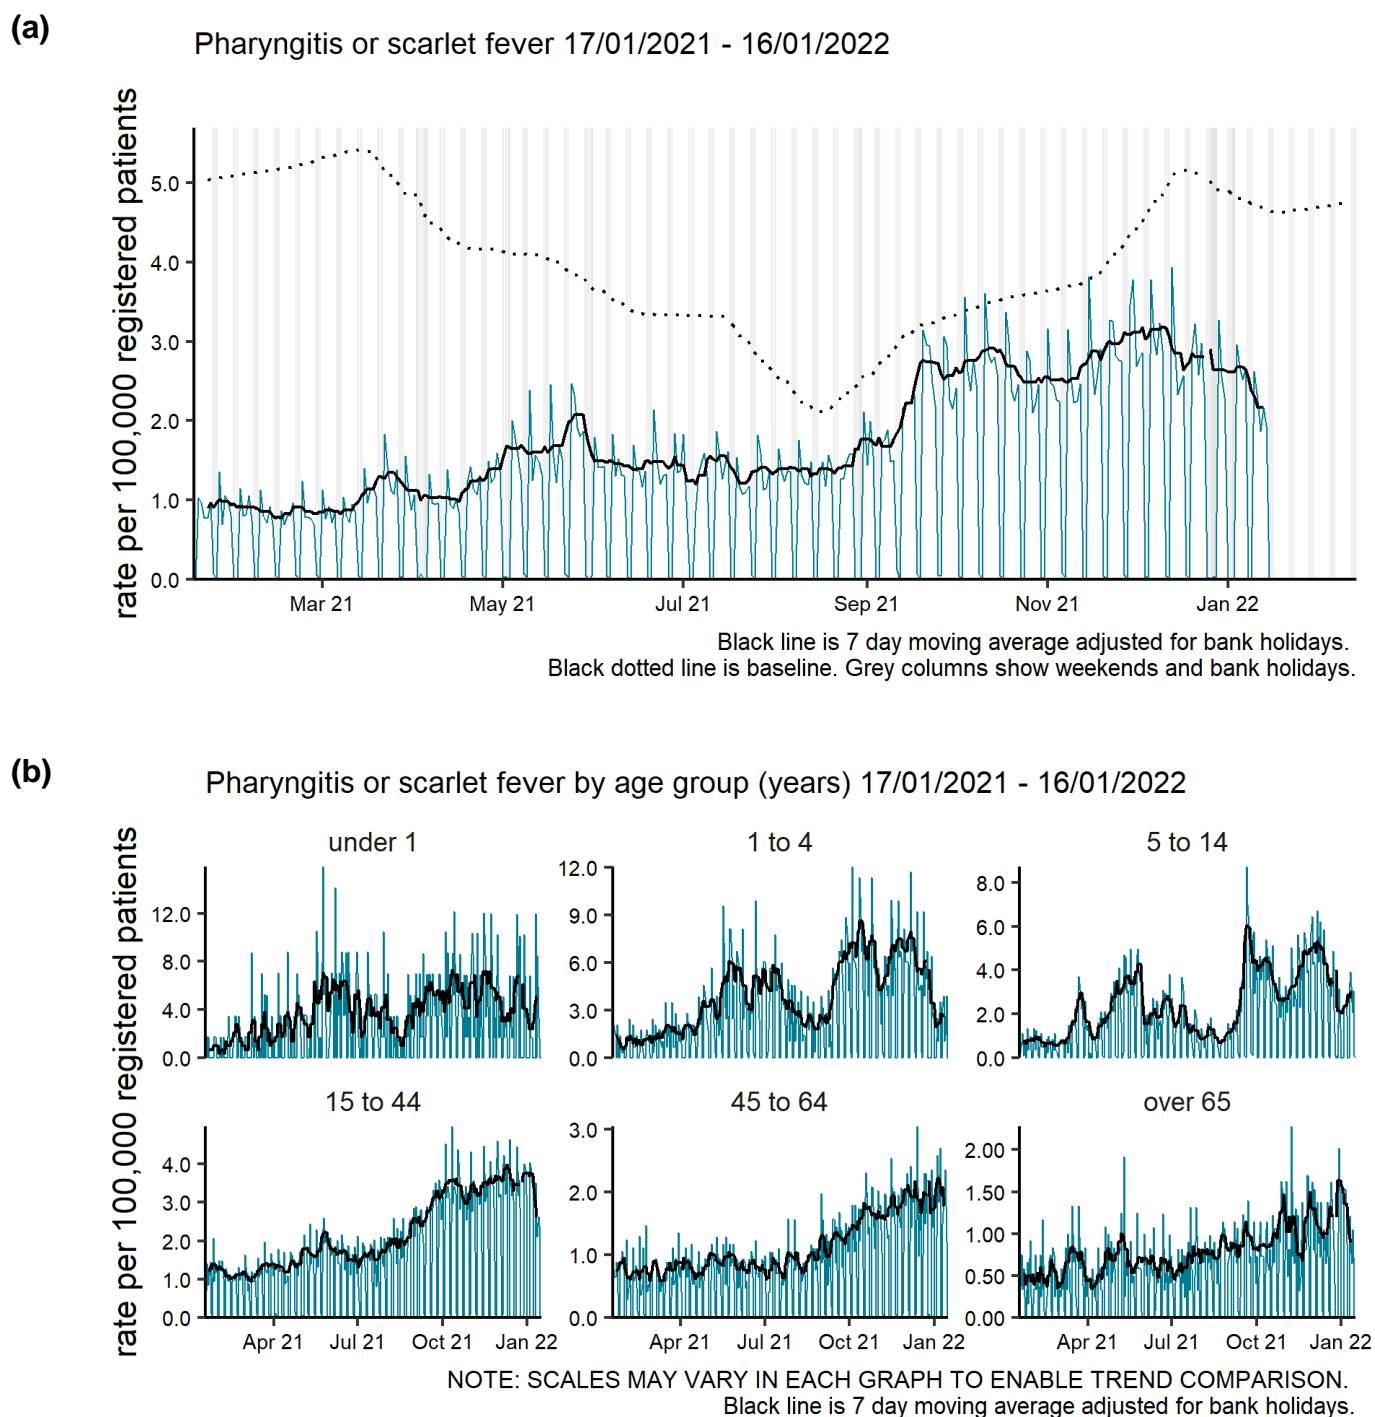 (a)
Pharyngitis or scarlet fever 17/01/2021 - 16/01/2022
rate per 100,000 registered patients
5.0
4.0
3.0
2.0
1.0
0.0
Mar 21 May 21 Jul 21 Sep 21 Nov 21 Jan 22
Black line is 7 day moving average adjusted for bank holidays.
Black dotted line is baseline. Grey columns show weekends and bank holidays.
(b)
Pharyngitis or scarlet fever by age group (years) 17/01/2021 - 16/01/2022
rate per 100,000 registered patients
under 1
12.0
8.0
4.0
0.0
1 to 4
12.0
9.0
6.0
3.0
0.0
5 to 14
8.0
6.0
4.0
2.0
0.0
15 to 44
4.0
3.0
2.0
1.0
0.0
Apr 21 Jul 21 Oct 21 Jan 22
45 to 64
3.0
2.0
1.0
0.0
Apr 21 Jul 21 Oct 21 Jan 22
over 65
2.00
1.50
1.00
0.50
0.00
Apr 21 Jul 21 Oct 21 Jan 22
NOTE: SCALES MAY VARY IN EACH GRAPH TO ENABLE TREND COMPARISON.
Black line is 7 day moving average adjusted for bank holidays.